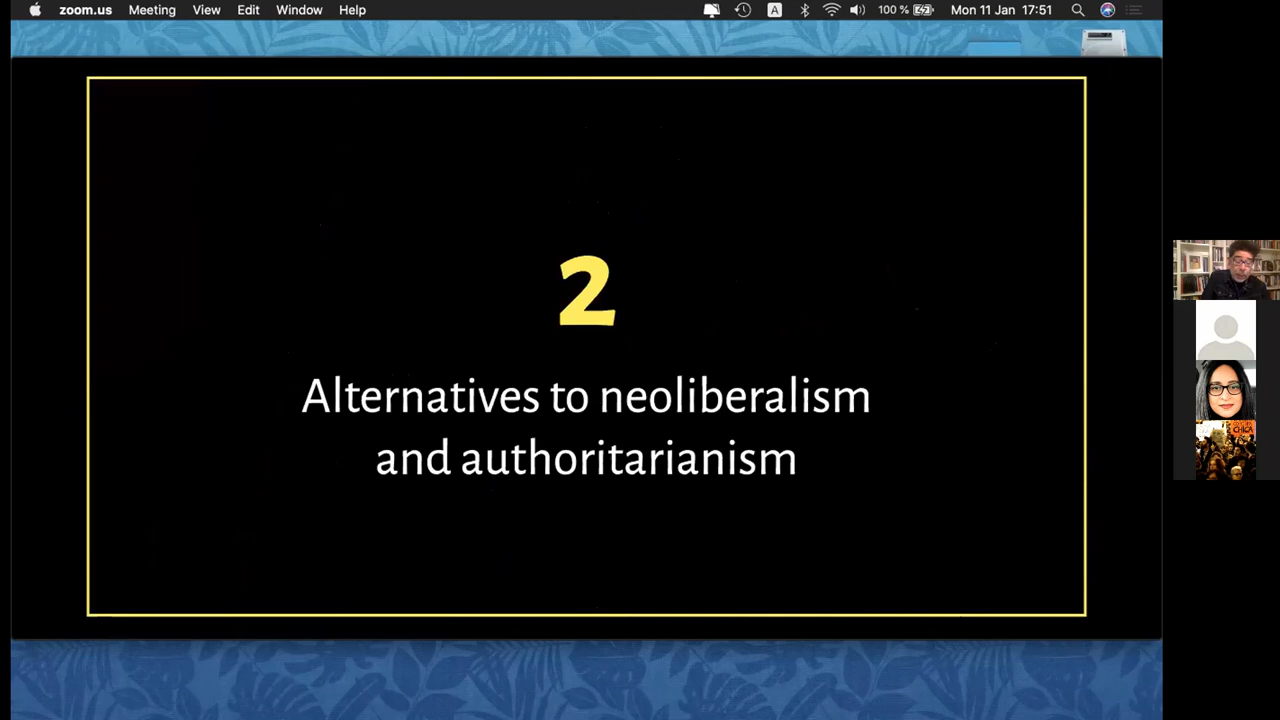 zoom.us Meeting View Edit Window Help A 100 % Mon 11 Jan 17:51
2
Alternatives to neoliberalism
and authoritarianism
CHICA